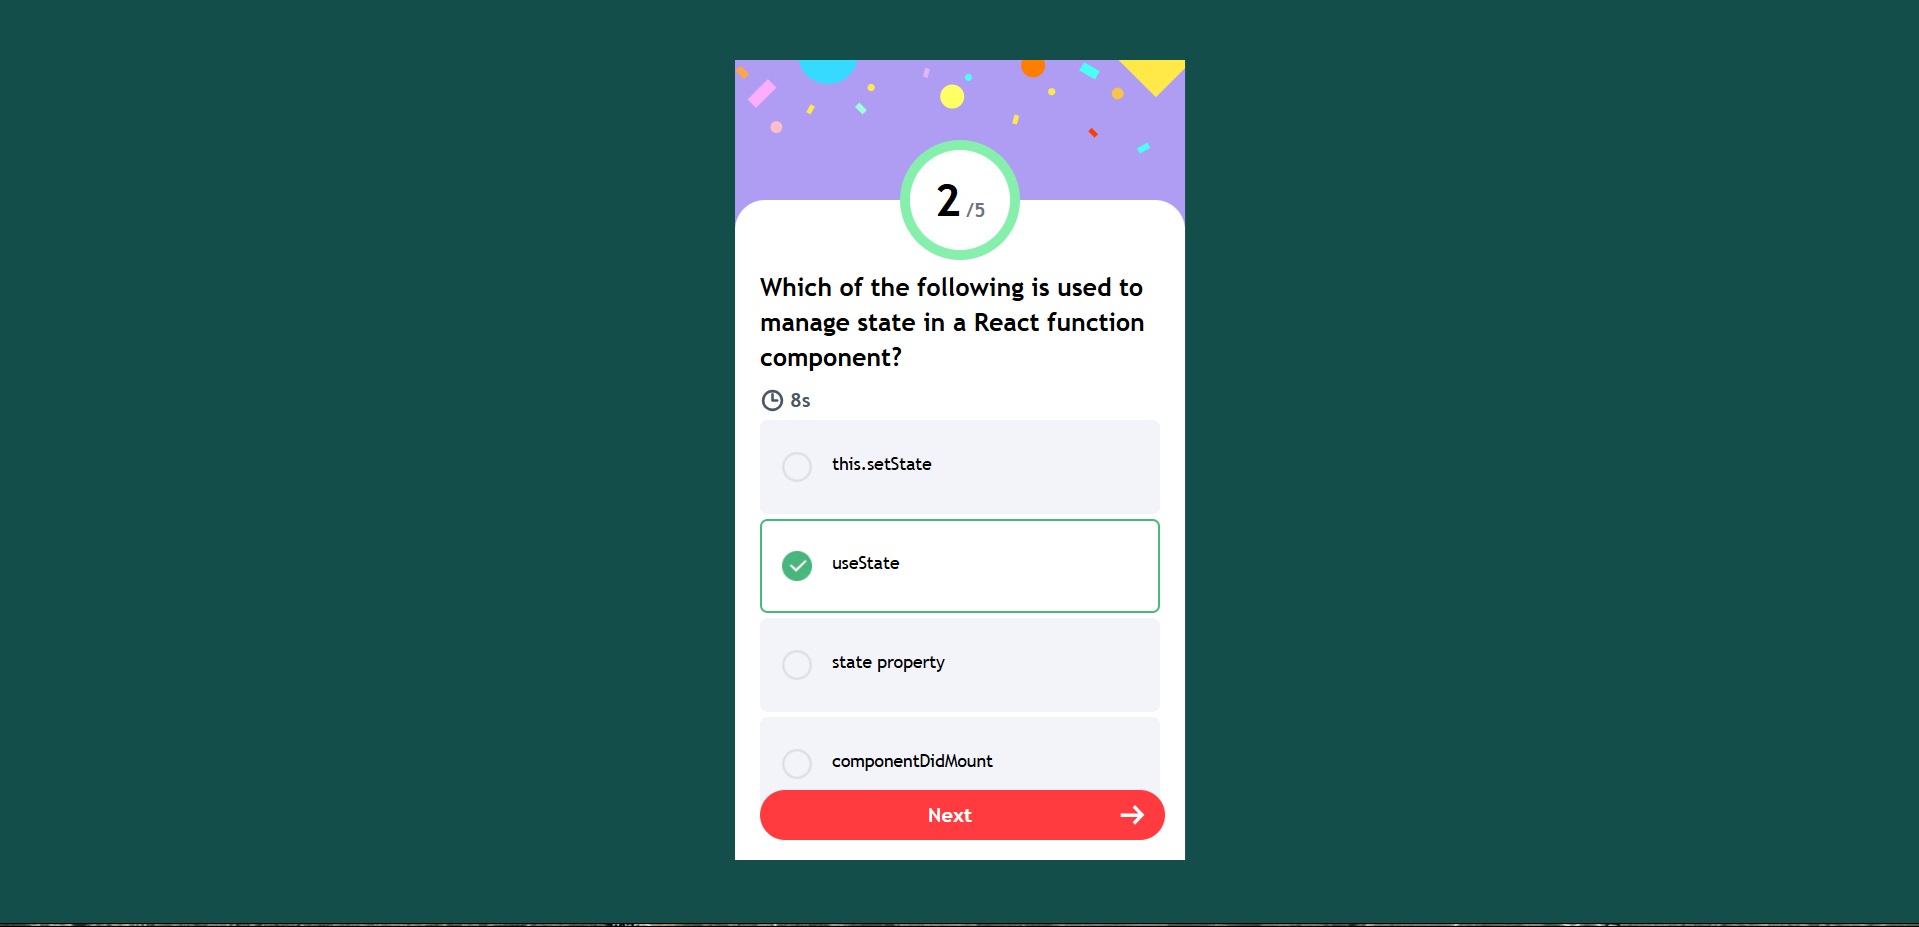 2 /5
Which of the following is used to
manage state in a React function
component?
8s
this.setState
useState
state property
componentDidMount
Next